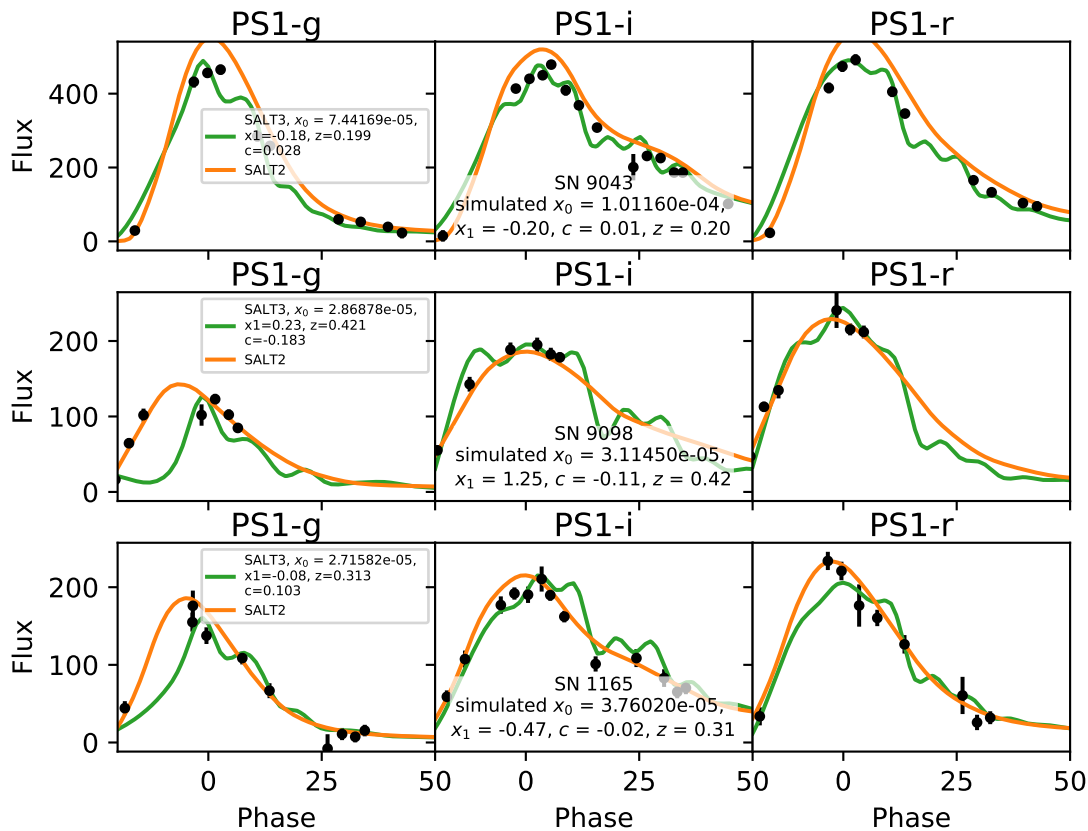 PS1-g PS1-i PS1-r
Flux
400
200
0
SALT3, x₀ = 7.44169e-05,
x1=-0.18, z=0.199
c=0.028
SALT2
SN 9043
simulated x₀ = 1.01160e-04,
x₁ = -0.20, c = 0.01, z = 0.20
PS1-g PS1-i PS1-r
Flux
200
100
0
SALT3, x₀ = 2.86878e-05,
x1=0.23, z=0.421
c=-0.183
SALT2
SN 9098
simulated x₀ = 3.11450e-05,
x₁ = 1.25, c = -0.11, z = 0.42
PS1-g PS1-i PS1-r
Flux
200
100
0
SALT3, x₀ = 2.71582e-05,
x1=-0.08, z=0.313
c=0.103
SALT2
SN 1165
simulated x₀ = 3.76020e-05,
x₁ = -0.47, c = -0.02, z = 0.31
0 25 50 0 25 50 0 25 50
Phase Phase Phase